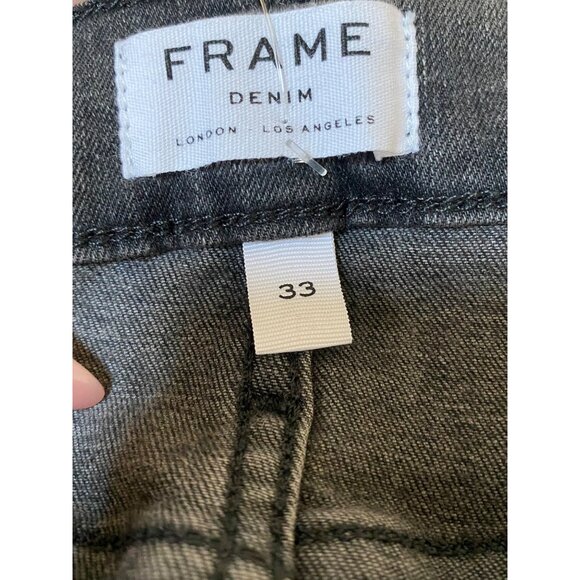 FRAME
DENIM
LONDON - LOS ANGELES
33